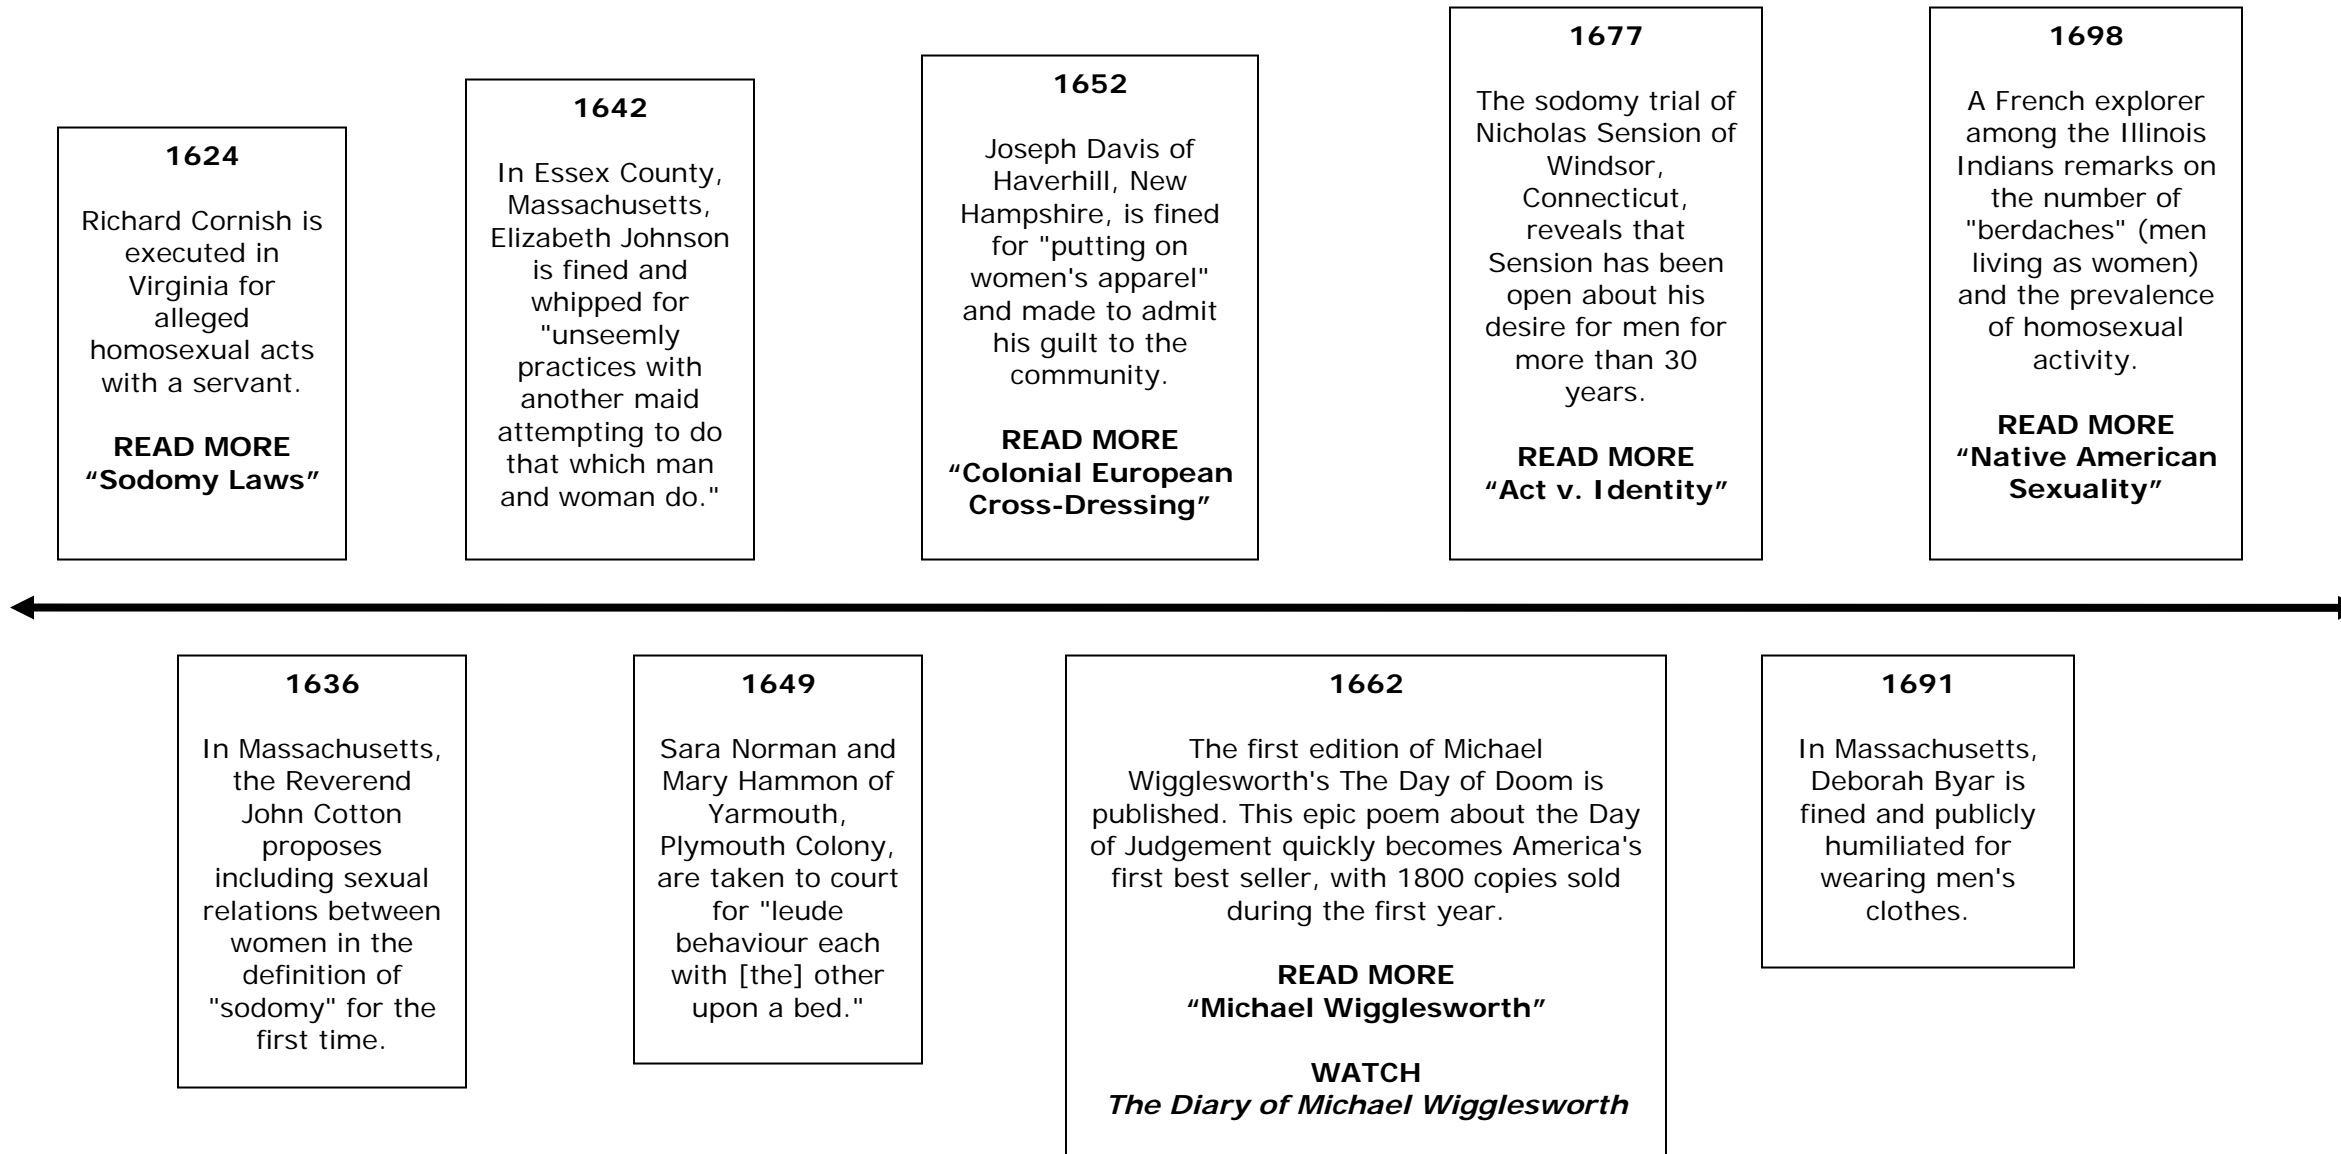 1624
Richard Cornish is
executed in
Virginia for
alleged
homosexual acts
with a servant.
READ MORE
“Sodomy Laws”
1642
In Essex County,
Massachusetts,
Elizabeth Johnson
is fined and
whipped for
"unseemly
practices with
another maid
attempting to do
that which man
and woman do."
1652
Joseph Davis of
Haverhill, New
Hampshire, is fined
for "putting on
women's apparel"
and made to admit
his guilt to the
community.
READ MORE
“Colonial European
Cross-Dressing”
1677
The sodomy trial of
Nicholas Sension of
Windsor,
Connecticut,
reveals that
Sension has been
open about his
desire for men for
more than 30
years.
READ MORE
“Act v. Identity”
1698
A French explorer
among the Illinois
Indians remarks on
the number of
"berdaches" (men
living as women)
and the prevalence
of homosexual
activity.
READ MORE
“Native American
Sexuality”
1636
In Massachusetts,
the Reverend
John Cotton
proposes
including sexual
relations between
women in the
definition of
"sodomy" for the
first time.
1649
Sara Norman and
Mary Hammon of
Yarmouth,
Plymouth Colony,
are taken to court
for "leude
behaviour each
with [the] other
upon a bed."
1662
The first edition of Michael
Wigglesworth's The Day of Doom is
published. This epic poem about the Day
of Judgement quickly becomes America's
first best seller, with 1800 copies sold
during the first year.
READ MORE
“Michael Wigglesworth”
WATCH
The Diary of Michael Wigglesworth
1691
In Massachusetts,
Deborah Byar is
fined and publicly
humiliated for
wearing men's
clothes.